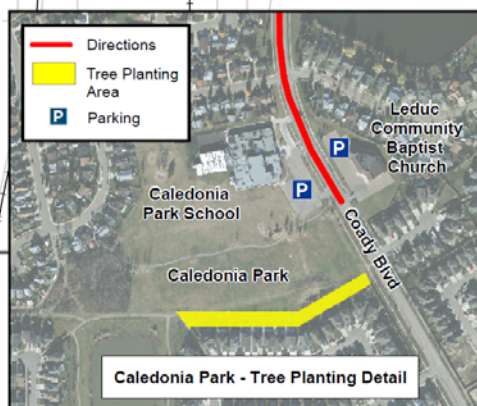 Directions
Tree Planting
Area
P
Parking
P
Leduc
Community
Baptist
Church
P
Caledonia
Park School
Coady Blvd
Caledonia Park
Caledonia Park - Tree Planting Detail